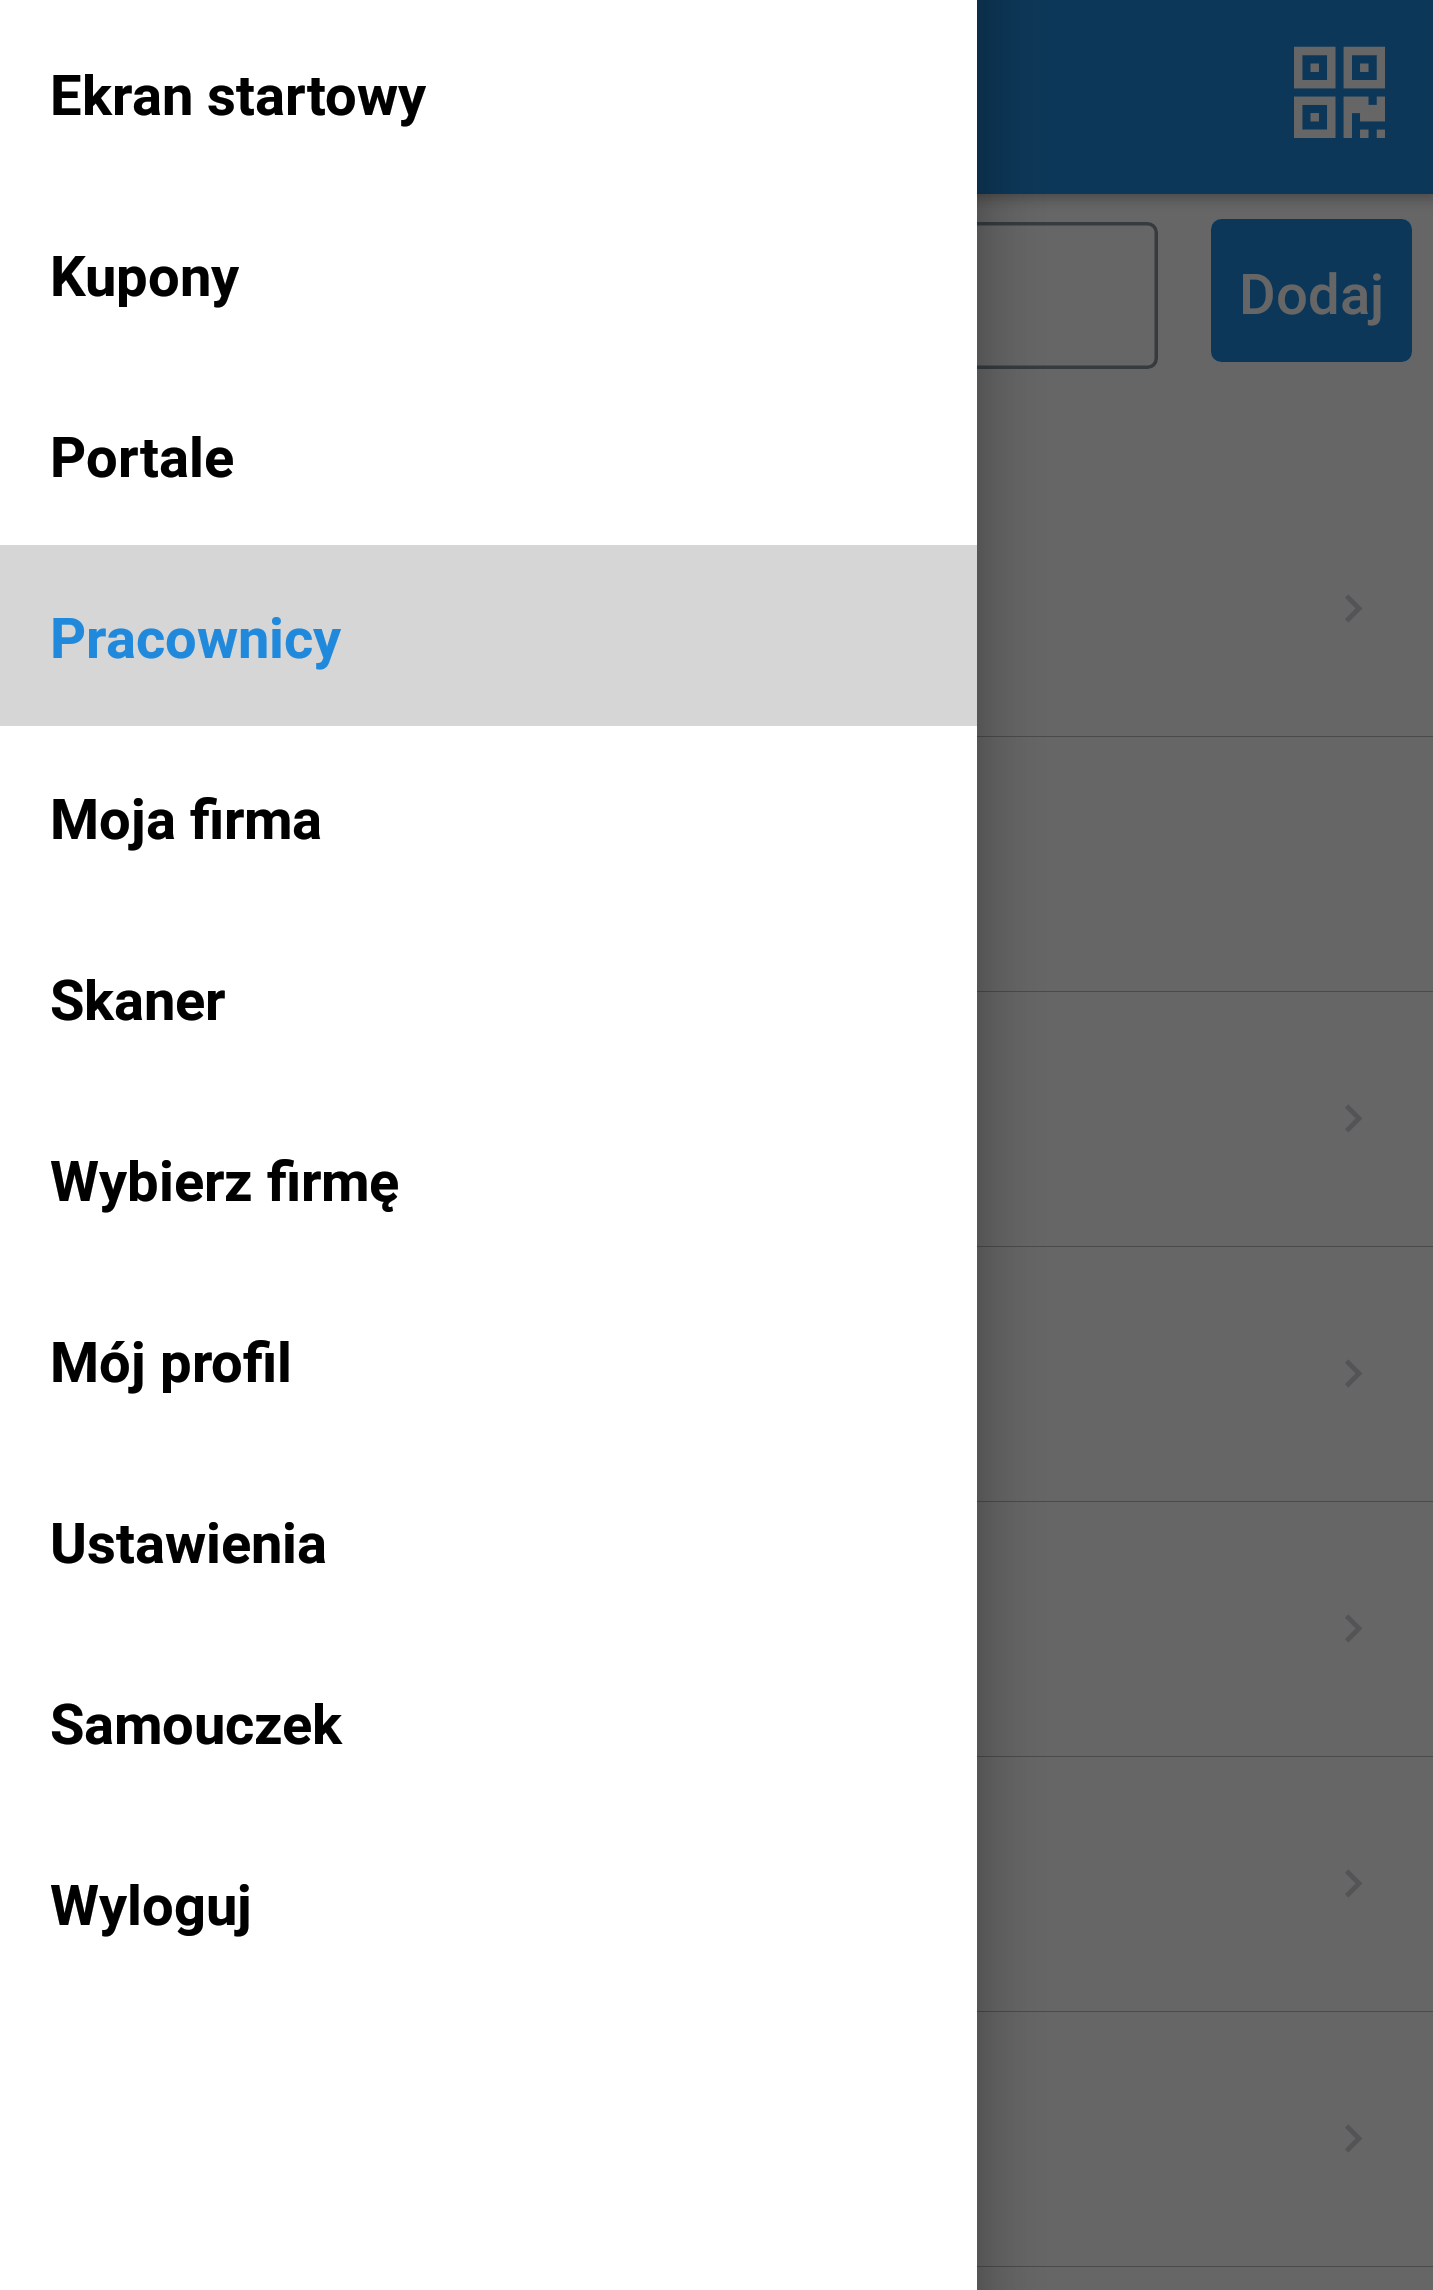 Ekran startowy
Kupony
Portale
Pracownicy
Moja firma
Skaner
Wybierz firmę
Mój profil
Ustawienia
Samouczek
Wyloguj
Dodaj